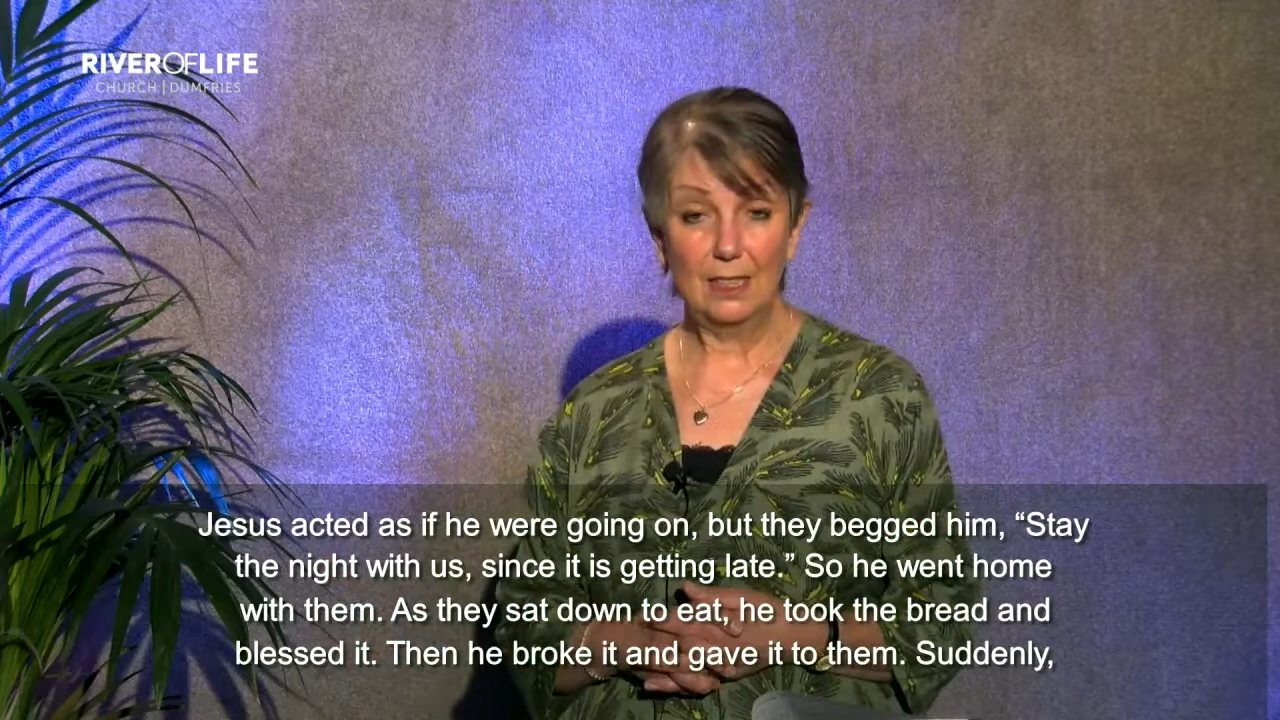 RIVEROFLIFE
CHURCH | DUMFRIES
Jesus acted as if he were going on, but they begged him, “Stay
the night with us, since it is getting late.” So he went home
with them. As they sat down to eat, he took the bread and
blessed it. Then he broke it and gave it to them. Suddenly,